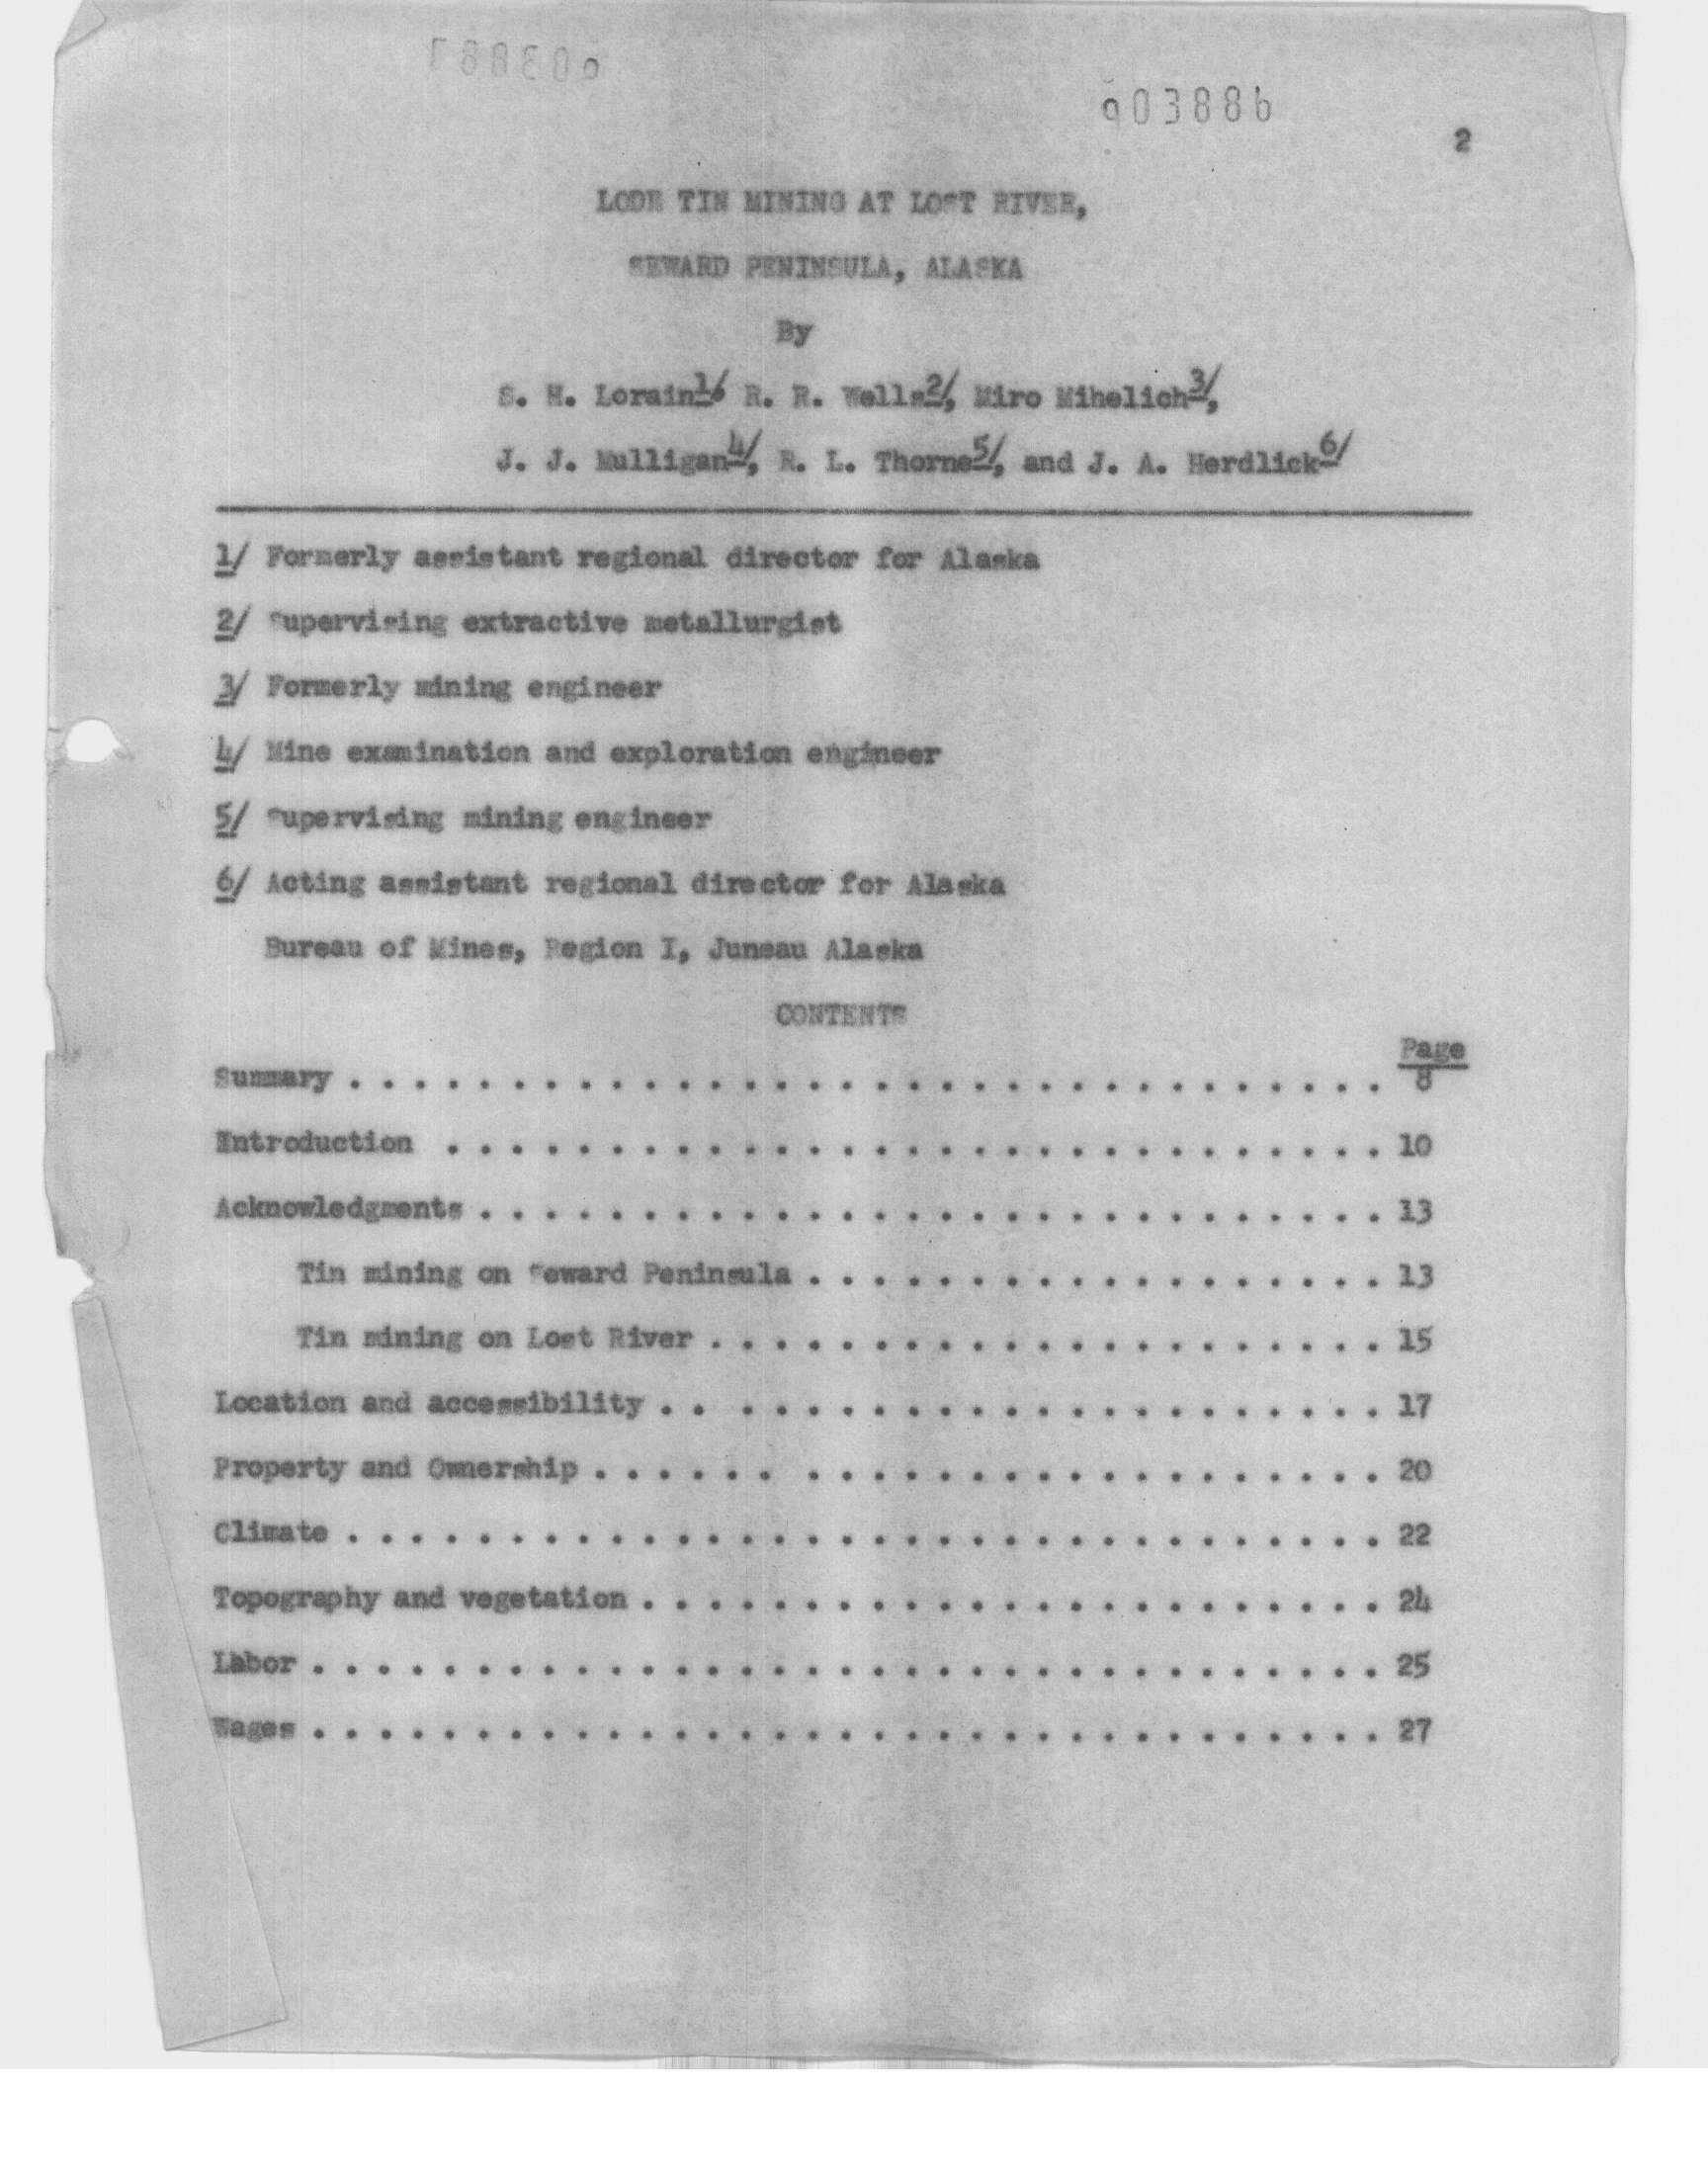 903886
2
LODE TIN MINING AT LOST RIVER,
SEWARD PENINSULA, ALASKA
By
S. H. Lorain1/, R. R. Wells2/, Miro Mihelich3/,
J. J. Mulligan4/, R. L. Thorne5/, and J. A. Herdlick6/
1/ Formerly assistant regional director for Alaska
2/ Supervising extractive metallurgist
3/ Formerly mining engineer
4/ Mine examination and exploration engineer
5/ Supervising mining engineer
6/ Acting assistant regional director for Alaska
Bureau of Mines, Region I, Juneau Alaska
CONTENTS
Page
Summary . . . . . . . . . . . . . . . . . . . . . . . . . . . . . . . . 8
Introduction . . . . . . . . . . . . . . . . . . . . . . . . . . . . . 10
Acknowledgments . . . . . . . . . . . . . . . . . . . . . . . . . . . . 13
Tin mining on Seward Peninsula . . . . . . . . . . . . . . . . . . 13
Tin mining on Lost River . . . . . . . . . . . . . . . . . . . . . 15
Location and accessibility . . . . . . . . . . . . . . . . . . . . . . 17
Property and Ownership . . . . . . . . . . . . . . . . . . . . . . . . 20
Climate . . . . . . . . . . . . . . . . . . . . . . . . . . . . . . . . 22
Topography and vegetation . . . . . . . . . . . . . . . . . . . . . . . 24
Labor . . . . . . . . . . . . . . . . . . . . . . . . . . . . . . . . . 25
Wages . . . . . . . . . . . . . . . . . . . . . . . . . . . . . . . . . 27